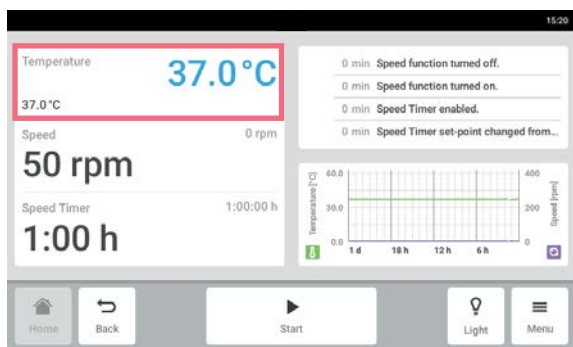 15:20
Temperature
37.0°C
37.0°C
Speed
0 rpm
50 rpm
Speed Timer
1:00:00 h
1:00 h
0 min Speed function turned off.
0 min Speed function turned on.
0 min Speed Timer enabled.
0 min Speed Timer set-point changed from...
Temperature [°C]
60.0
30.0
0.0
1 d 18 h 12 h 6 h
400
200
0
Speed [rpm]
Home
Back
Start
Light
Menu